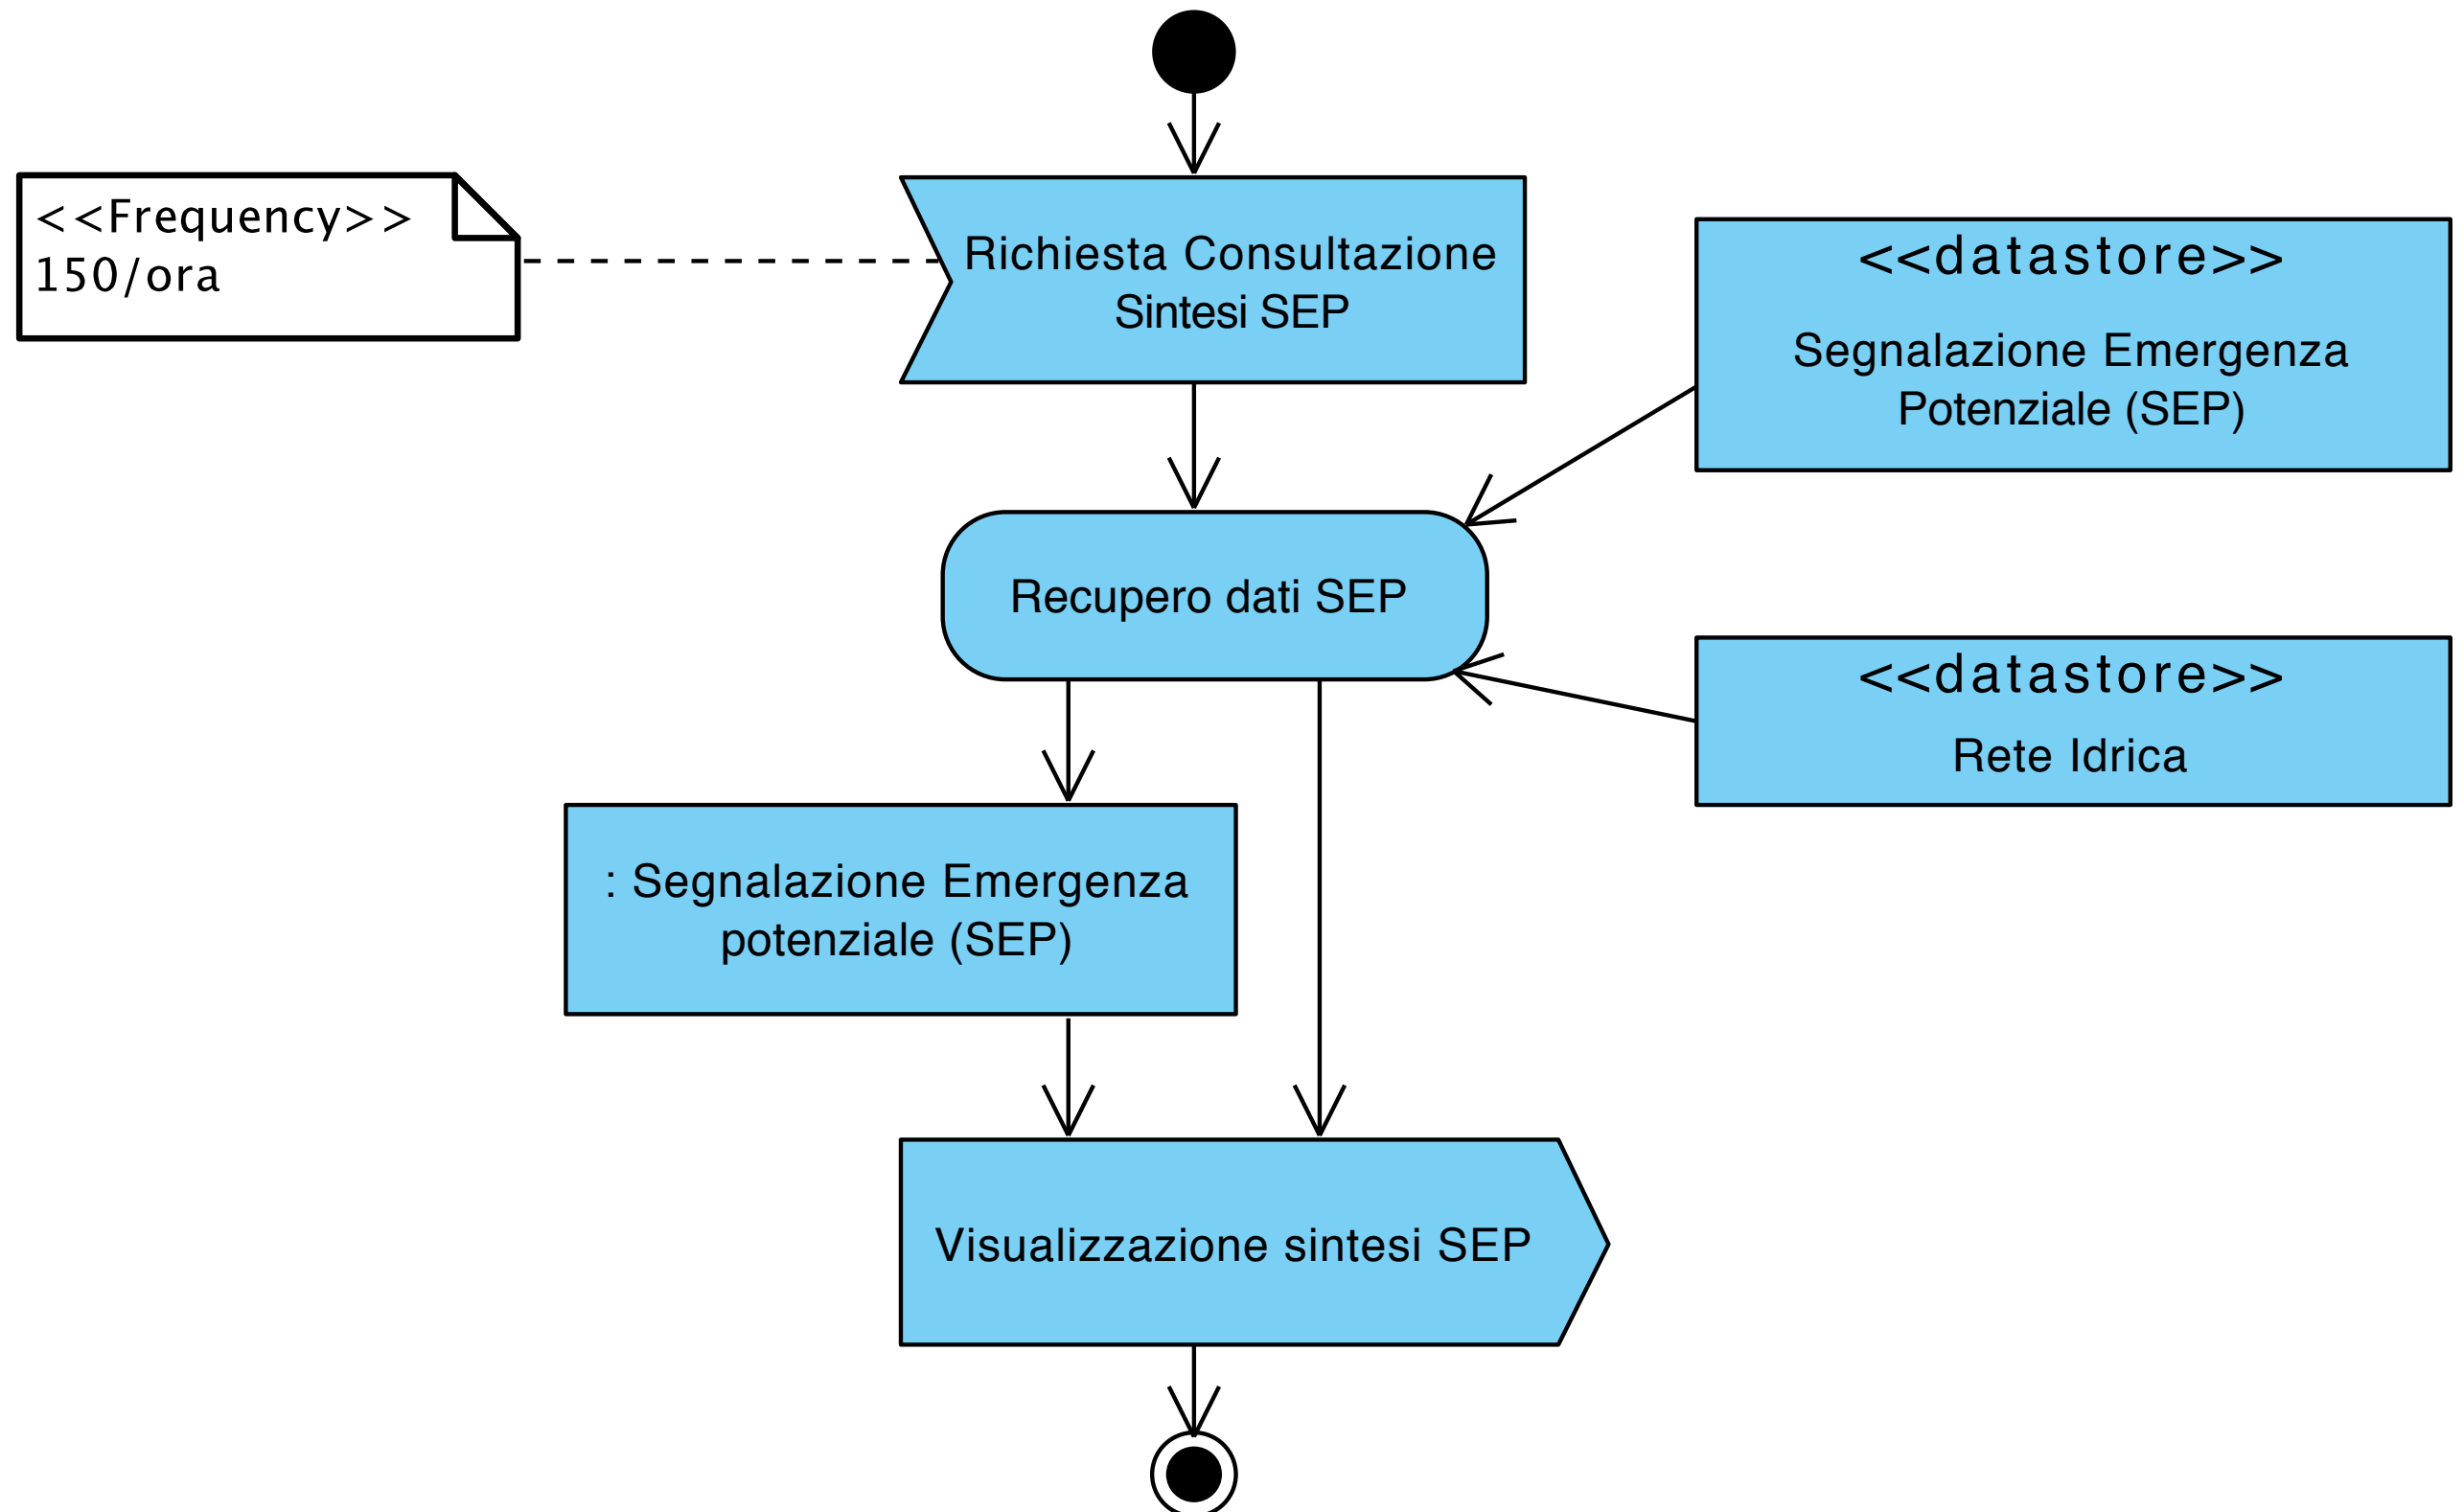 <<Frequency>>
150/ora
Richiesta Consultazione
Sintesi SEP
<<datastore>>
Segnalazione Emergenza
Potenziale (SEP)
Recupero dati SEP
<<datastore>>
Rete Idrica
: Segnalazione Emergenza
potenziale (SEP)
Visualizzazione sintesi SEP